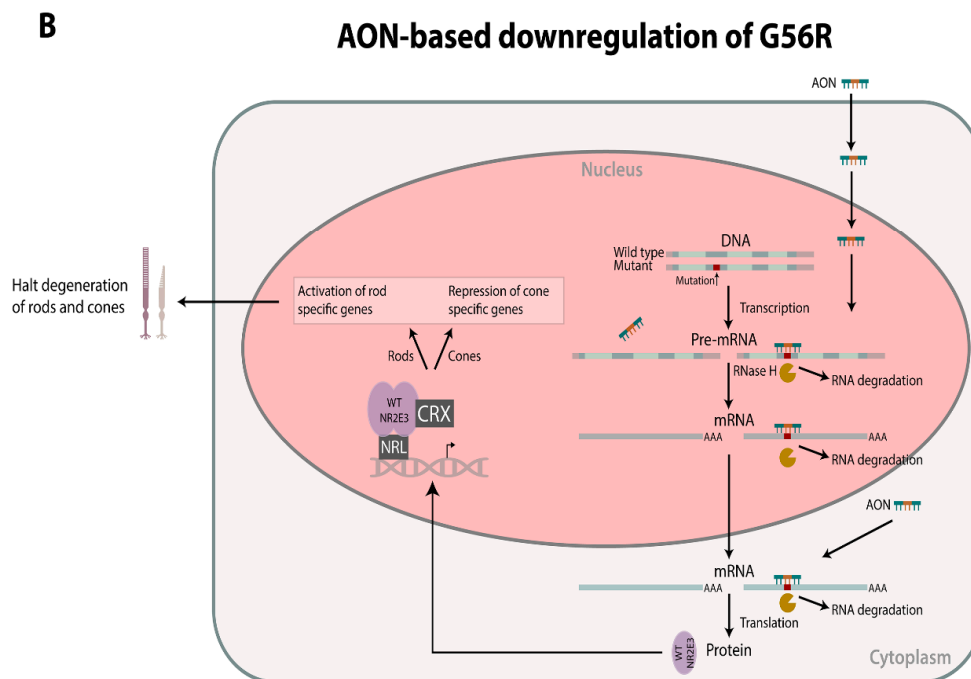 B
AON-based downregulation of G56R
AON
Nucleus
DNA
Wild type
Mutant
Mutation
Transcription
Pre-mRNA
RNase H
RNA degradation
mRNA
AAA
AAA
RNA degradation
Halt degeneration
of rods and cones
Activation of rod
specific genes
Repression of cone
specific genes
Rods
Cones
WT
NR2E3
CRX
NRL
AON
mRNA
AAA
AAA
RNA degradation
Translation
WT
NR2E3
Protein
Cytoplasm